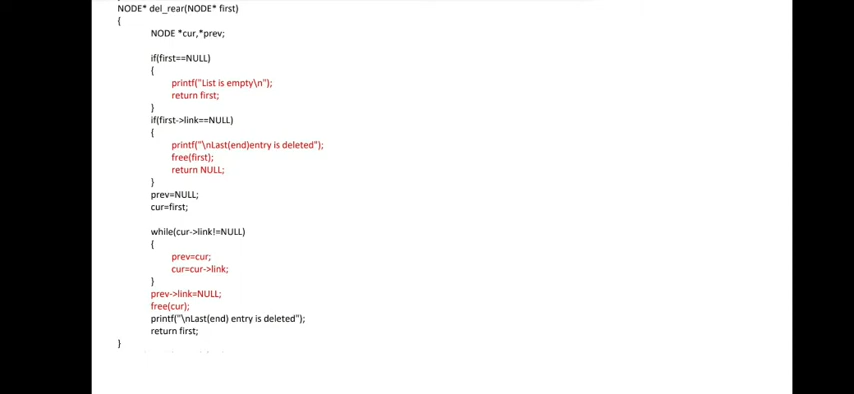 NODE* del_rear(NODE* first)
{
NODE *cur,*prev;
if(first==NULL)
{
printf("List is empty\n");
return first;
}
if(first->link==NULL)
{
printf("\nLast(end)entry is deleted");
free(first);
return NULL;
}
prev=NULL;
cur=first;
while(cur->link!=NULL)
{
prev=cur;
cur=cur->link;
}
prev->link=NULL;
free(cur);
printf("\nLast(end) entry is deleted");
return first;
}